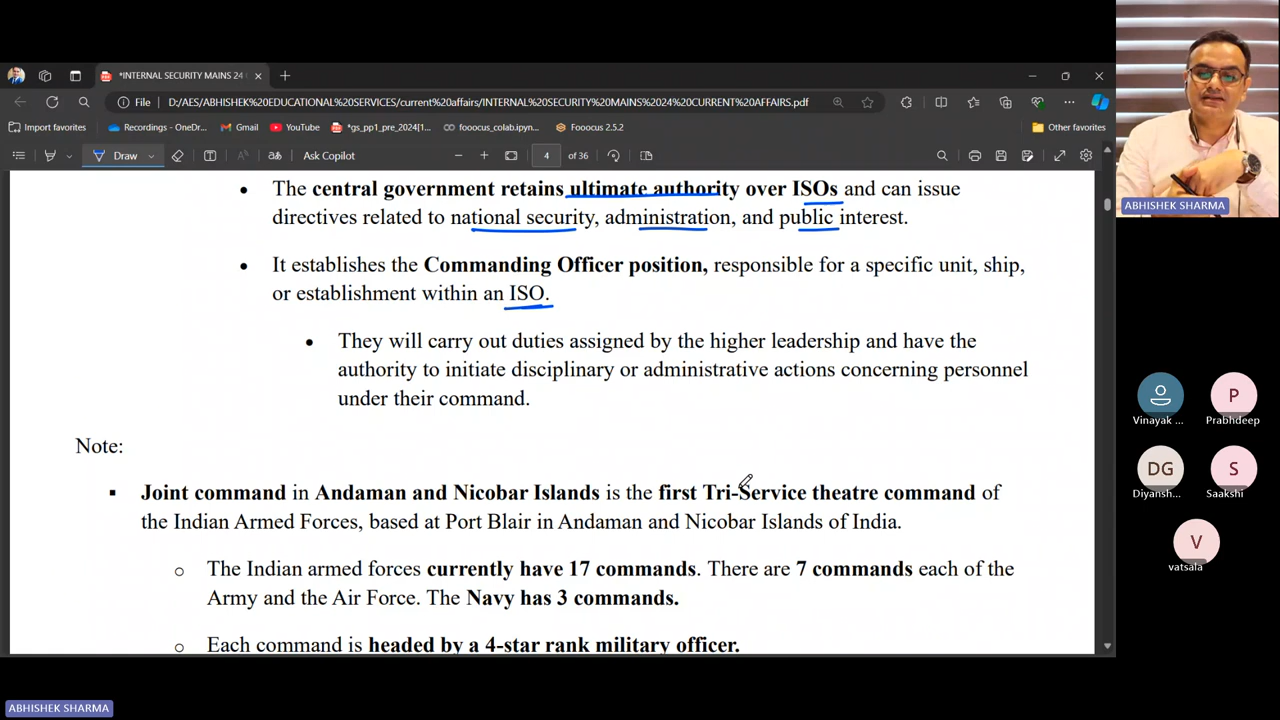 *INTERNAL SECURITY MAINS 24
File
D:/AES/ABHISHEK%20EDUCATIONAL%20SERVICES/current%20affairs/INTERNAL%20SECURITY%20MAINS%202024%20CURRENT%20AFFAIRS.pdf
Import favorites
Recordings - OneDr...
Gmail
YouTube
*gs_pp1_pre_2024[1...
fooocus_colab.ipyn...
Fooocus 2.5.2
Other favorites
Draw
Ask Copilot
4 of 36
• The central government retains ultimate authority over ISOs and can issue
directives related to national security, administration, and public interest.
• It establishes the Commanding Officer position, responsible for a specific unit, ship,
or establishment within an ISO.
• They will carry out duties assigned by the higher leadership and have the
authority to initiate disciplinary or administrative actions concerning personnel
under their command.
Note:
▪ Joint command in Andaman and Nicobar Islands is the first Tri-Service theatre command of
the Indian Armed Forces, based at Port Blair in Andaman and Nicobar Islands of India.
o The Indian armed forces currently have 17 commands. There are 7 commands each of the
Army and the Air Force. The Navy has 3 commands.
o Each command is headed by a 4-star rank military officer.
ABHISHEK SHARMA
Vinayak ...
P
Prabhdeep
DG
Diyansh...
S
Saakshi
V
vatsala
ABHISHEK SHARMA